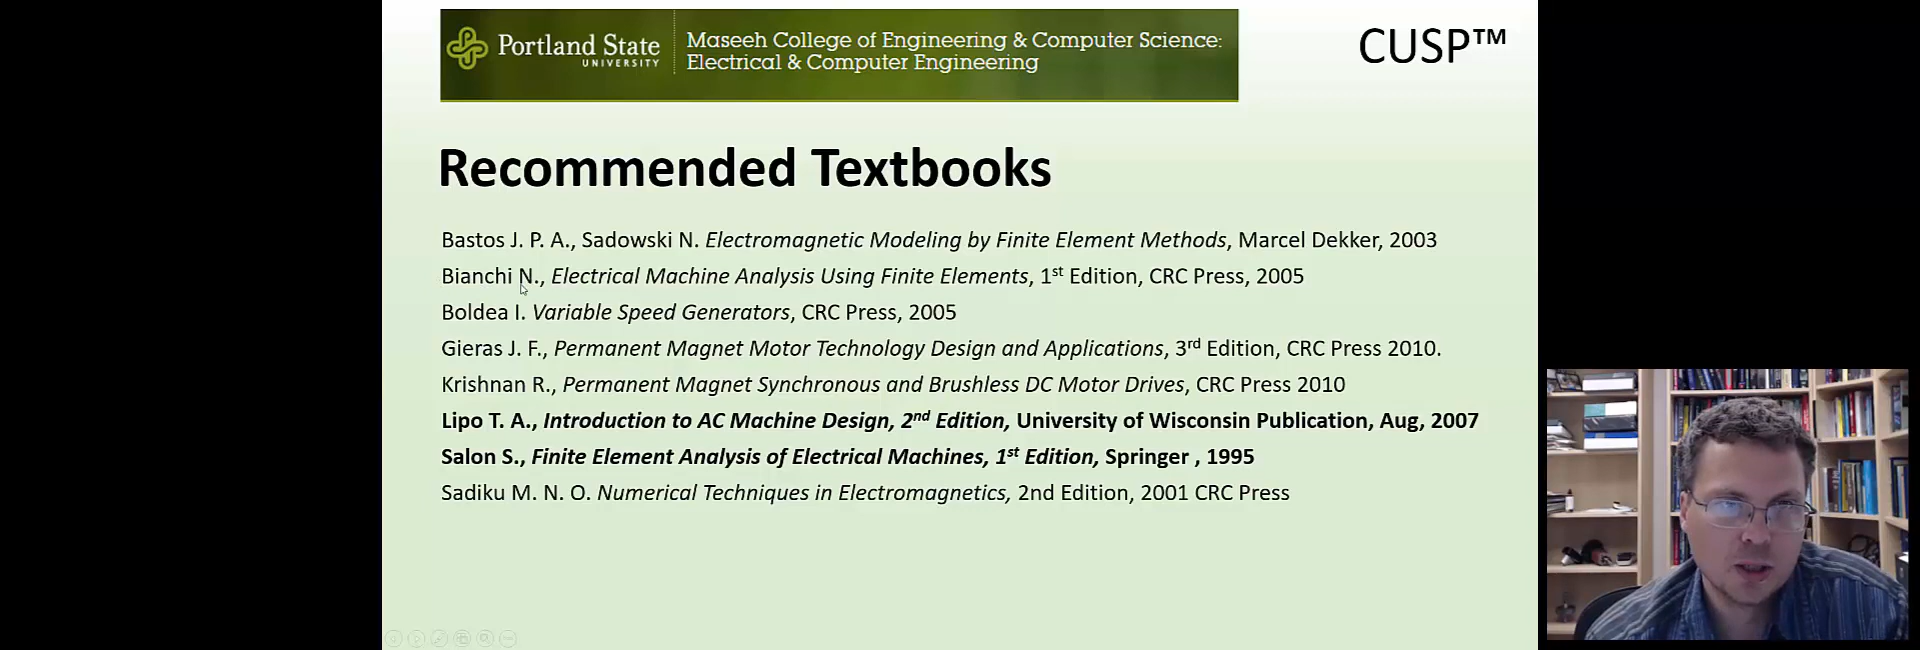 Portland State
UNIVERSITY
Maseeh College of Engineering & Computer Science:
Electrical & Computer Engineering
CUSP™
Recommended Textbooks
Bastos J. P. A., Sadowski N. Electromagnetic Modeling by Finite Element Methods, Marcel Dekker, 2003
Bianchi N., Electrical Machine Analysis Using Finite Elements, 1st Edition, CRC Press, 2005
Boldea I. Variable Speed Generators, CRC Press, 2005
Gieras J. F., Permanent Magnet Motor Technology Design and Applications, 3rd Edition, CRC Press 2010.
Krishnan R., Permanent Magnet Synchronous and Brushless DC Motor Drives, CRC Press 2010
Lipo T. A., Introduction to AC Machine Design, 2nd Edition, University of Wisconsin Publication, Aug, 2007
Salon S., Finite Element Analysis of Electrical Machines, 1st Edition, Springer , 1995
Sadiku M. N. O. Numerical Techniques in Electromagnetics, 2nd Edition, 2001 CRC Press